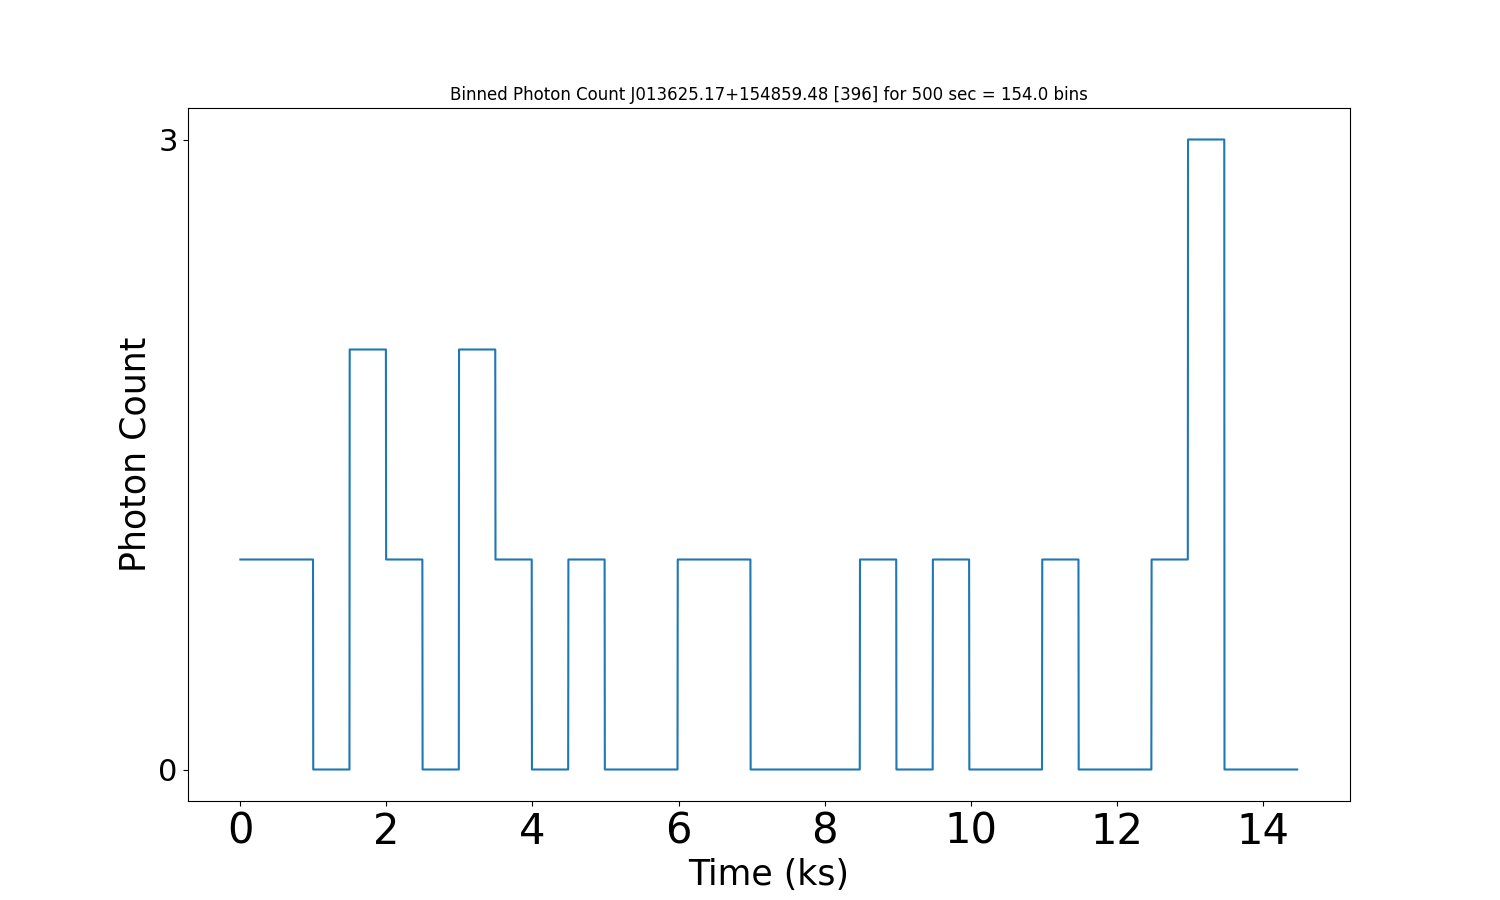 Binned Photon Count J013625.17+154859.48 [396] for 500 sec = 154.0 bins
3
0
Photon Count
0 2 4 6 8 10 12 14
Time (ks)